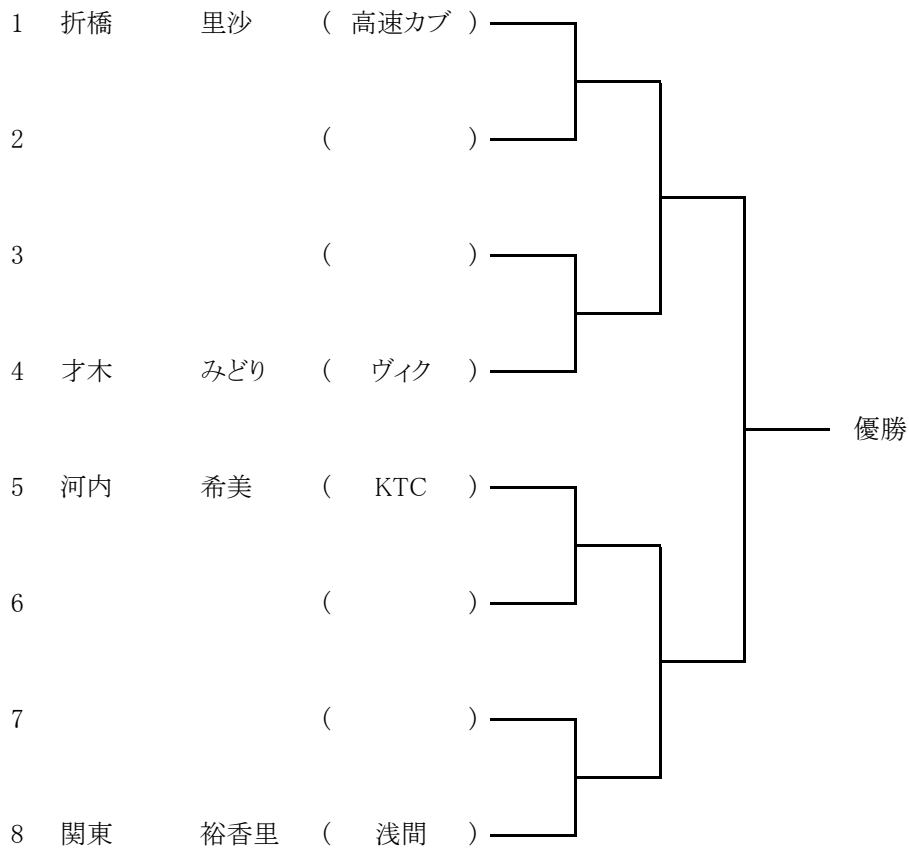 1 折橋 里沙 ( 高速カブ )
2 ( )
3 ( )
4 才木 みどり ( ヴィク )
優勝
5 河内 希美 ( KTC )
6 ( )
7 ( )
8 関東 裕香里 ( 浅間 )